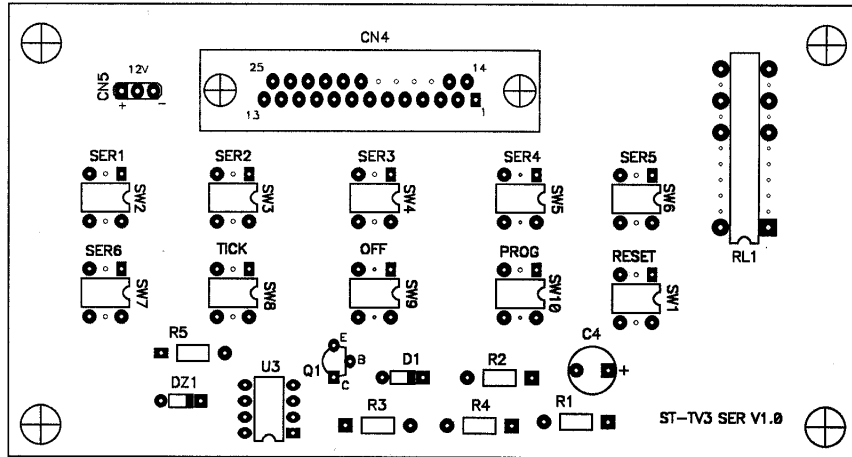 CN4
CN5
12V
+ -
25 14
13 1
SER1 SER2 SER3 SER4 SER5
SW2 SW3 SW4 SW5 SW6
SER6 TICK OFF PROG RESET
SW7 SW8 SW9 SW10 SW1
RL1
R5
U3
Q1
E
B
C
D1
R2
C4
+
DZ1
R3
R4
R1
ST-TV3 SER V1.0